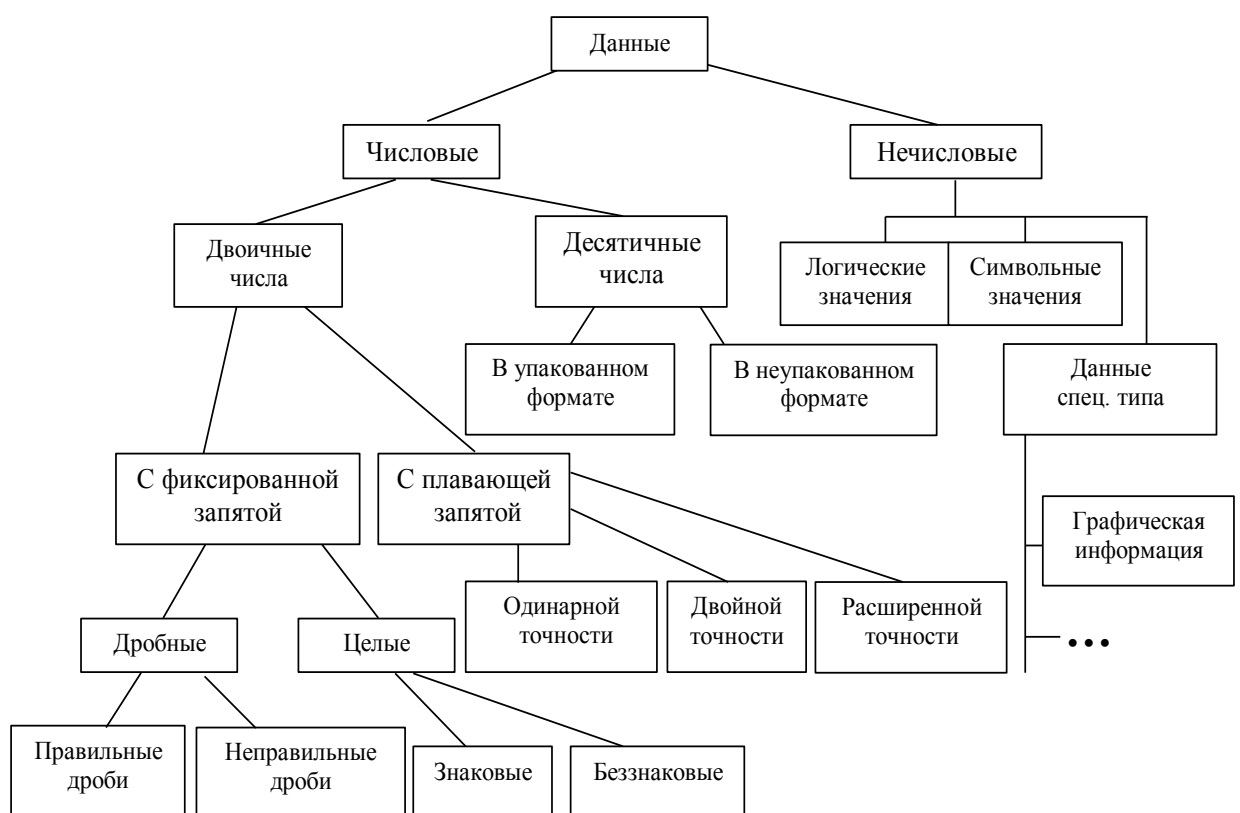 Данные
Числовые
Нечисловые
Двоичные
числа
Десятичные
числа
Логические
значения
Символьные
значения
В упакованном
формате
В неупакованном
формате
Данные
спец. типа
С фиксированной
запятой
С плавающей
запятой
Графическая
информация
Одинарной
точности
Двойной
точности
Расширенной
точности
...
Дробные
Целые
Правильные
дроби
Неправильные
дроби
Знаковые
Беззнаковые